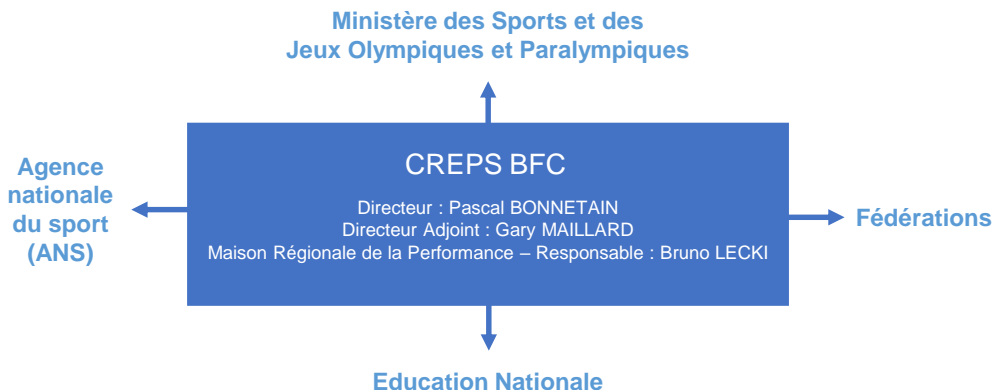 Ministère des Sports et des
Jeux Olympiques et Paralympiques
Agence
nationale
du sport
(ANS)
CREPS BFC
Directeur : Pascal BONNETAIN
Directeur Adjoint : Gary MAILLARD
Maison Régionale de la Performance – Responsable : Bruno LECKI
Fédérations
Education Nationale